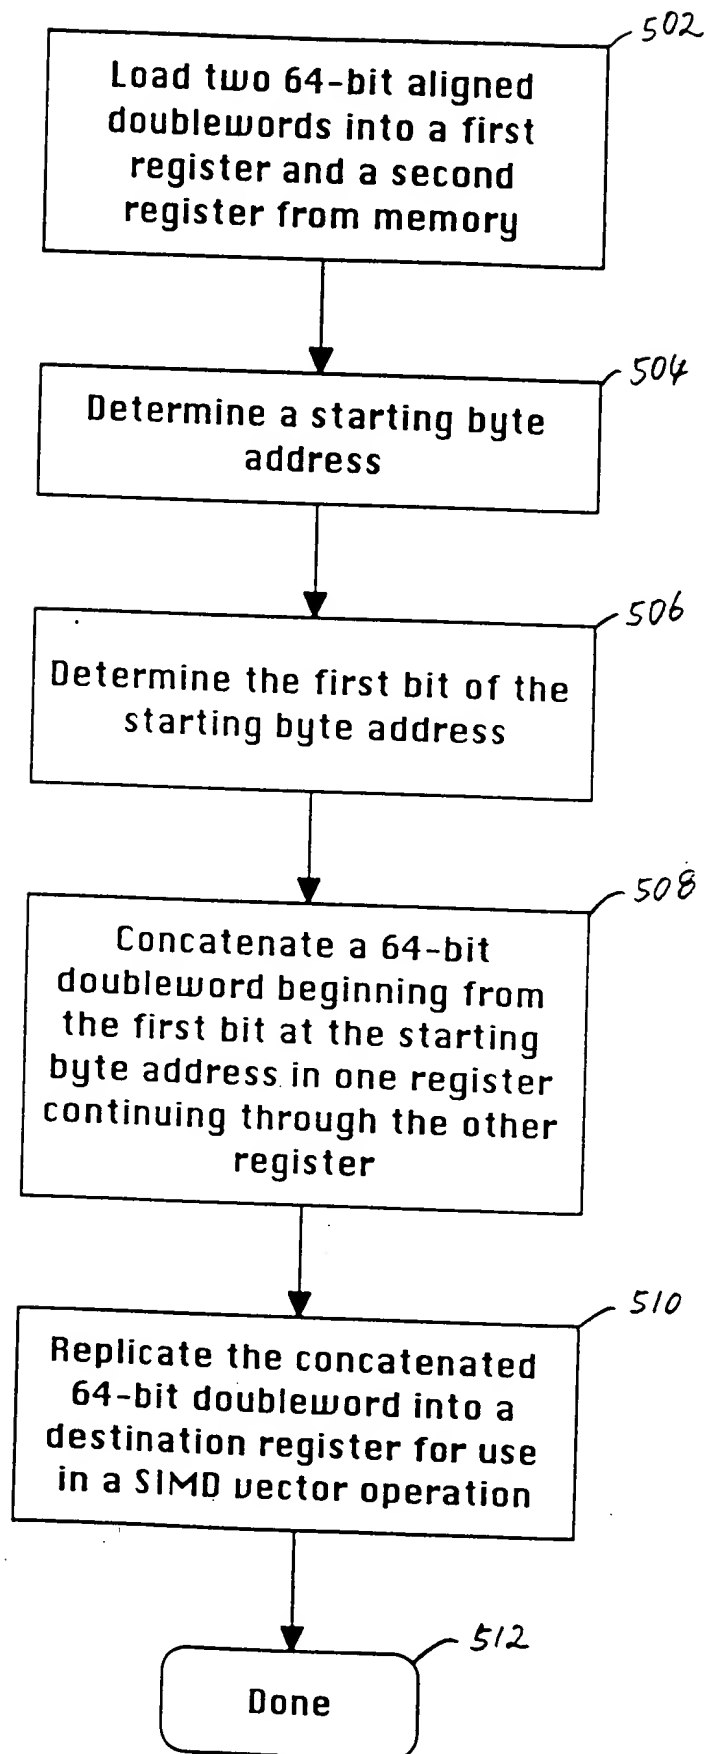 502
Load two 64-bit aligned
doublewords into a first
register and a second
register from memory
504
Determine a starting byte
address
506
Determine the first bit of the
starting byte address
508
Concatenate a 64-bit
doubleword beginning from
the first bit at the starting
byte address in one register
continuing through the other
register
510
Replicate the concatenated
64-bit doubleword into a
destination register for use
in a SIMD vector operation
512
Done